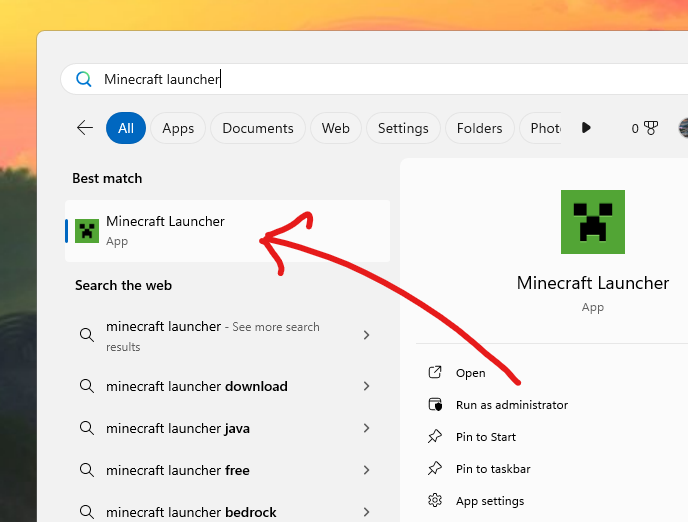 Minecraft launcher
All Apps Documents Web Settings Folders Phot 0
Best match
Minecraft Launcher
App
Search the web
minecraft launcher - See more search
results
minecraft launcher download
minecraft launcher java
minecraft launcher free
minecraft launcher bedrock
Minecraft Launcher
App
Open
Run as administrator
Pin to Start
Pin to taskbar
App settings